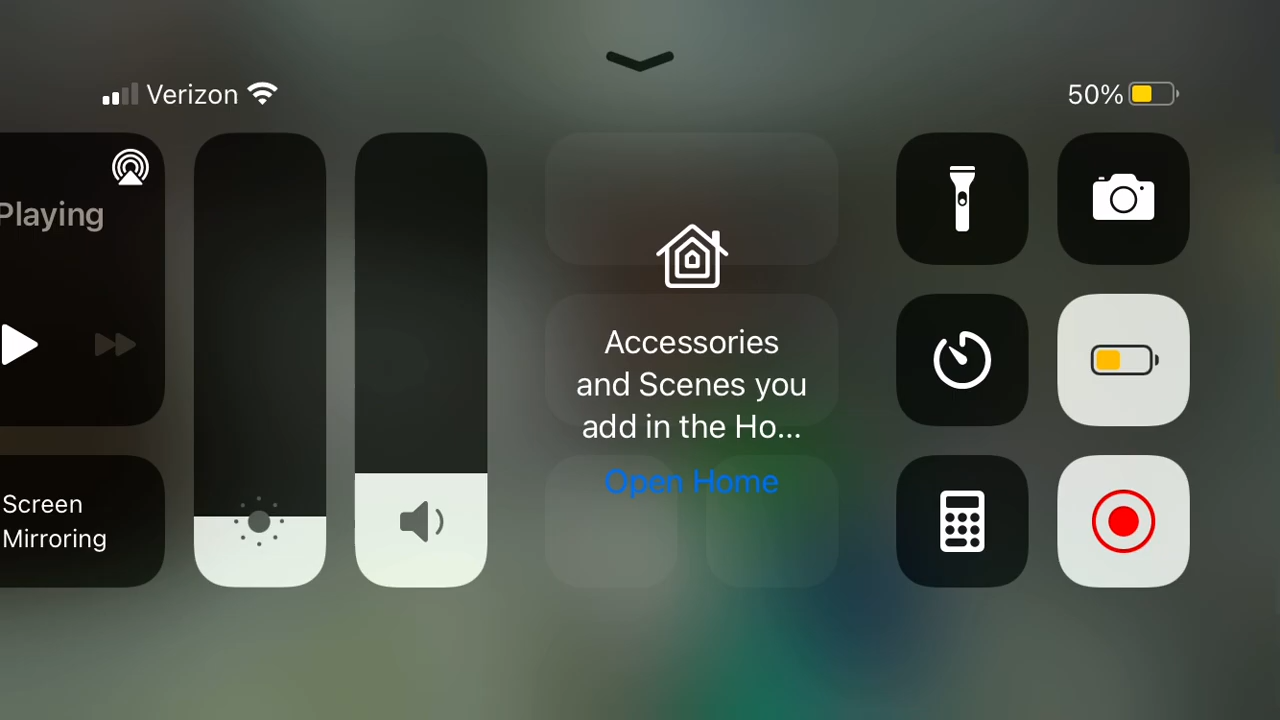 Verizon
50%
Playing
Screen
Mirroring
Accessories
and Scenes you
add in the Ho...
Open Home